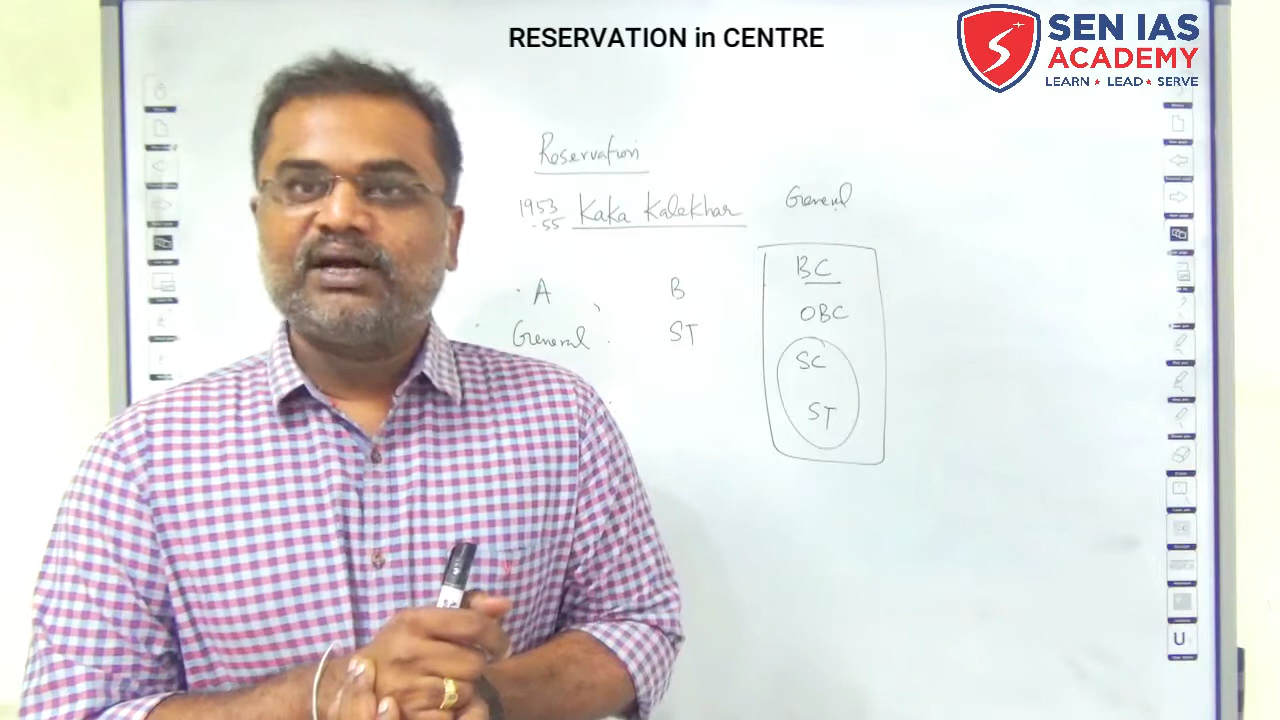 RESERVATION in CENTRE
SEN IAS
ACADEMY
LEARN ★ LEAD ★ SERVE
Reservation
1953
-55
Kaka Kalekhar
General
A
B
General
ST
BC
OBC
SC
ST
U